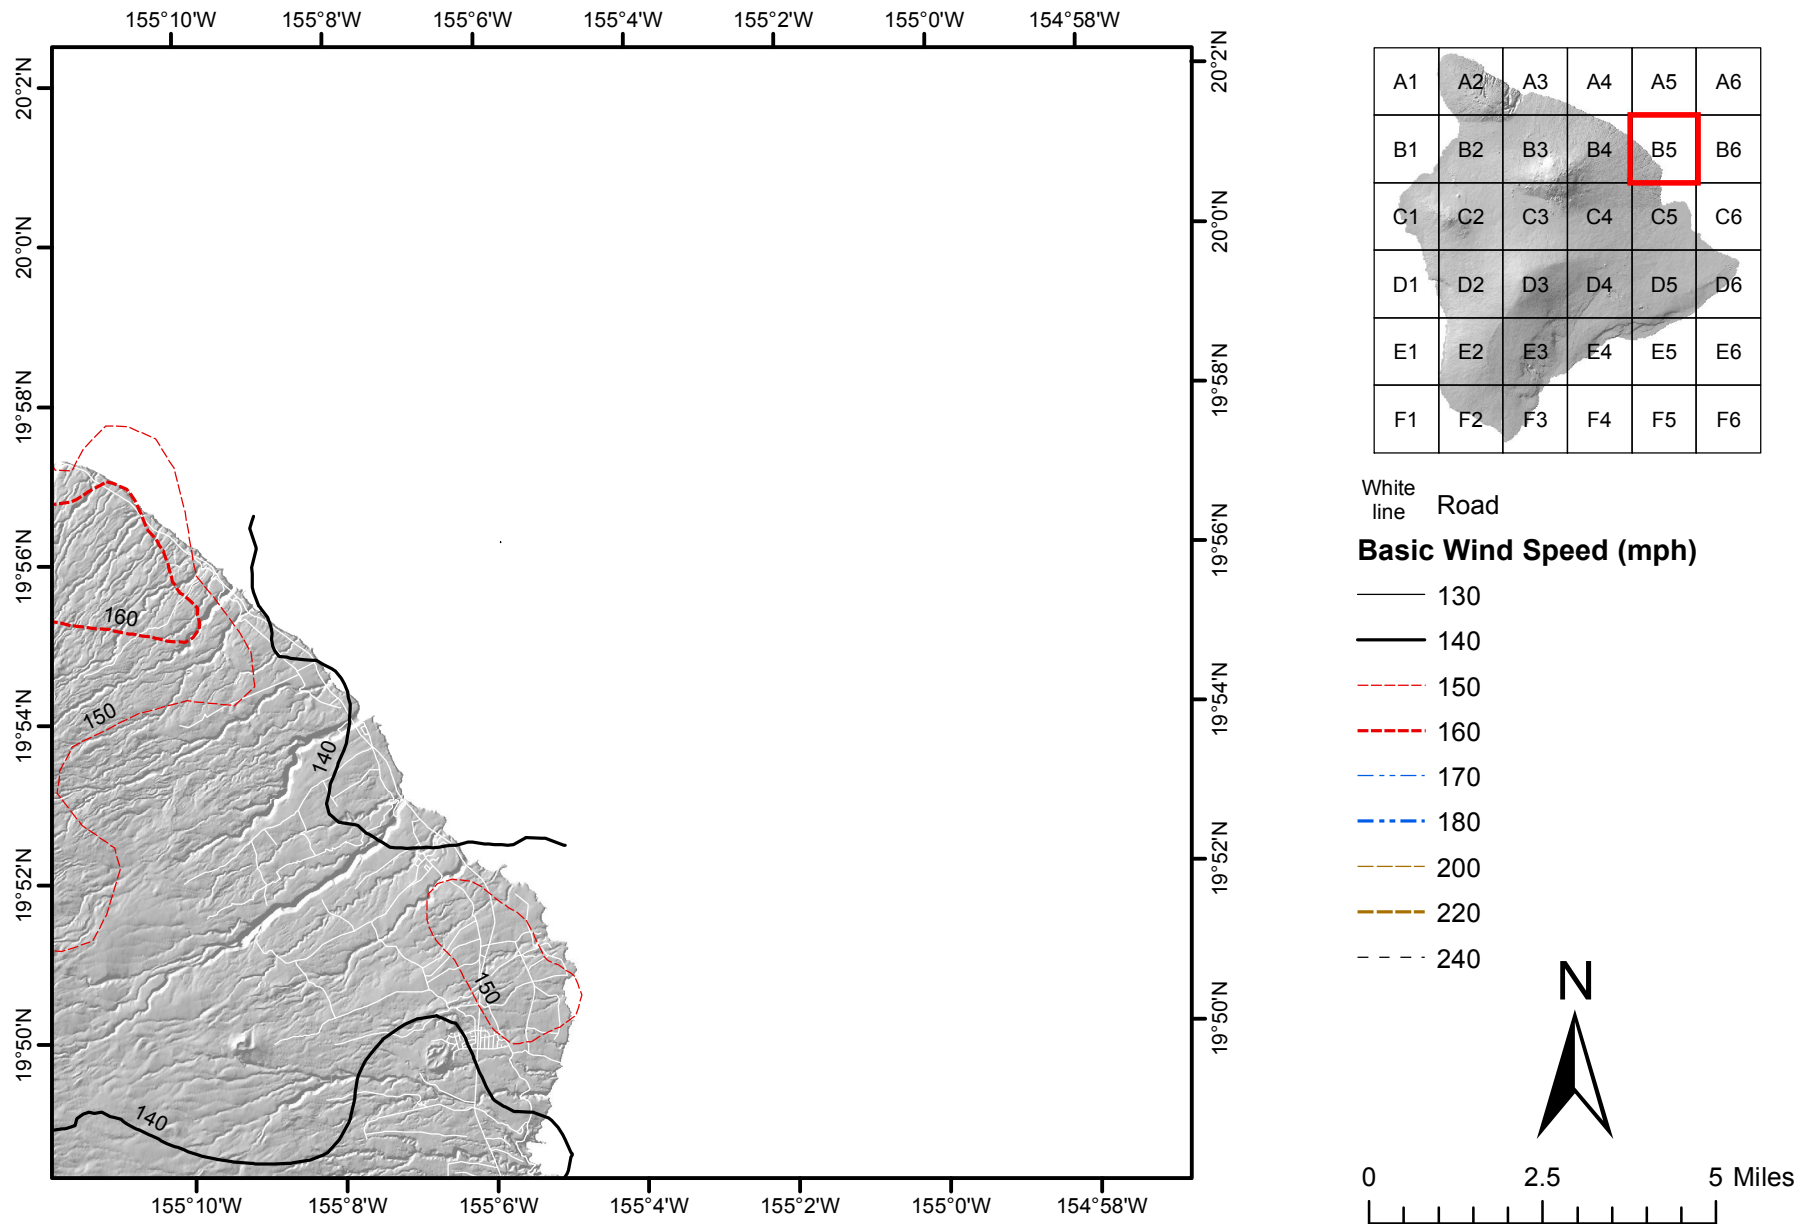 155°10'W 155°8'W 155°6'W 155°4'W 155°2'W 155°0'W 154°58'W
20°2'N
20°0'N
19°58'N
19°56'N
19°54'N
19°52'N
19°50'N
20°2'N
20°0'N
19°58'N
19°56'N
19°54'N
19°52'N
19°50'N
160
150
140
150
140
155°10'W 155°8'W 155°6'W 155°4'W 155°2'W 155°0'W 154°58'W
A1 A2 A3 A4 A5 A6
B1 B2 B3 B4 B5 B6
C1 C2 C3 C4 C5 C6
D1 D2 D3 D4 D5 D6
E1 E2 E3 E4 E5 E6
F1 F2 F3 F4 F5 F6
White
line Road
Basic Wind Speed (mph)
130
140
150
160
170
180
200
220
240
N
0 2.5 5 Miles